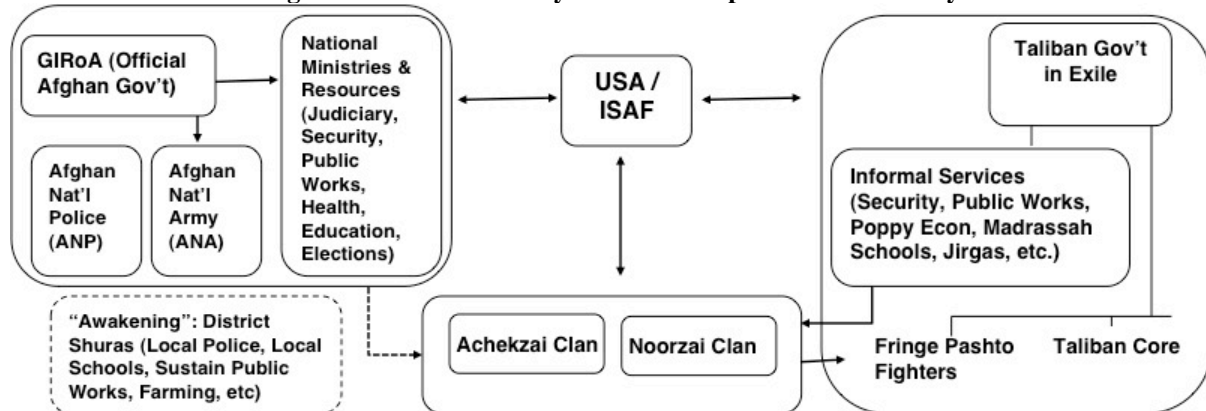 GIRoA (Official
Afghan Gov't)
National
Ministries &
Resources
(Judiciary,
Security,
Public
Works,
Health,
Education,
Elections)
Afghan
Nat'l
Police
(ANP)
Afghan
Nat'l
Army
(ANA)
USA /
ISAF
Taliban Gov't
in Exile
Informal Services
(Security, Public Works,
Poppy Econ, Madrassah
Schools, Jirgas, etc.)
"Awakening": District
Shuras (Local Police, Local
Schools, Sustain Public
Works, Farming, etc)
Achekzai Clan
Noorzai Clan
Fringe Pashto
Fighters
Taliban Core